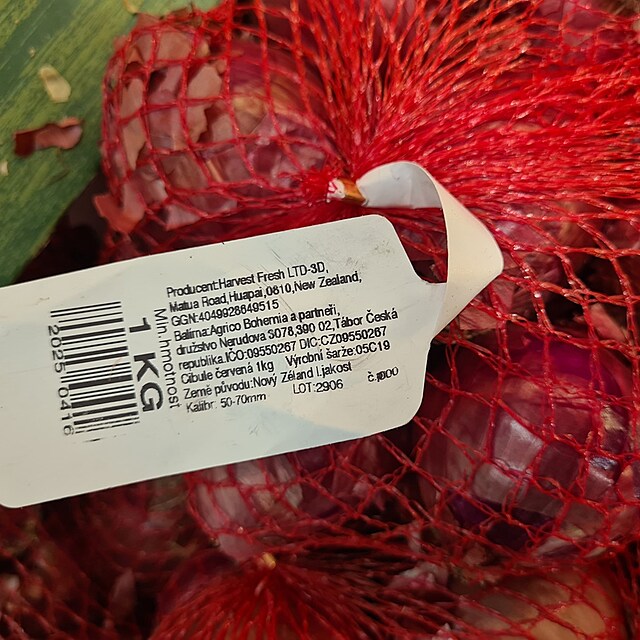 Producent:Harvest Fresh LTD-3D,
Matua Road,Huapai,0810,New Zealand,
GGN:4049928649515
Balírna:Agrico Bohemia a partneři,
družstvo Nerudova S078,390 02,Tábor Česká
republika.IČO:09550267 DIC:CZ09550267
Cibule červená 1kg Výrobní šarže:05C19
Země původu:Nový Zéland I.jakost
Kalibr: 50-70mm LOT:2906
Min.hmotnost
1 KG
2025 0416